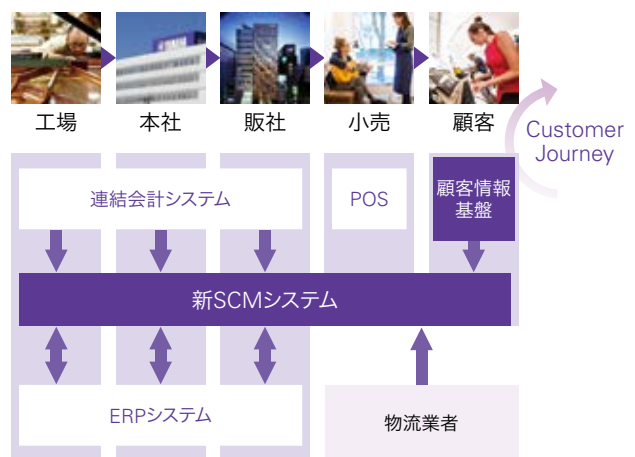 工場
本社
販社
小売
顧客
Customer
Journey
連結会計システム
POS
顧客情報
基盤
新SCMシステム
ERPシステム
物流業者